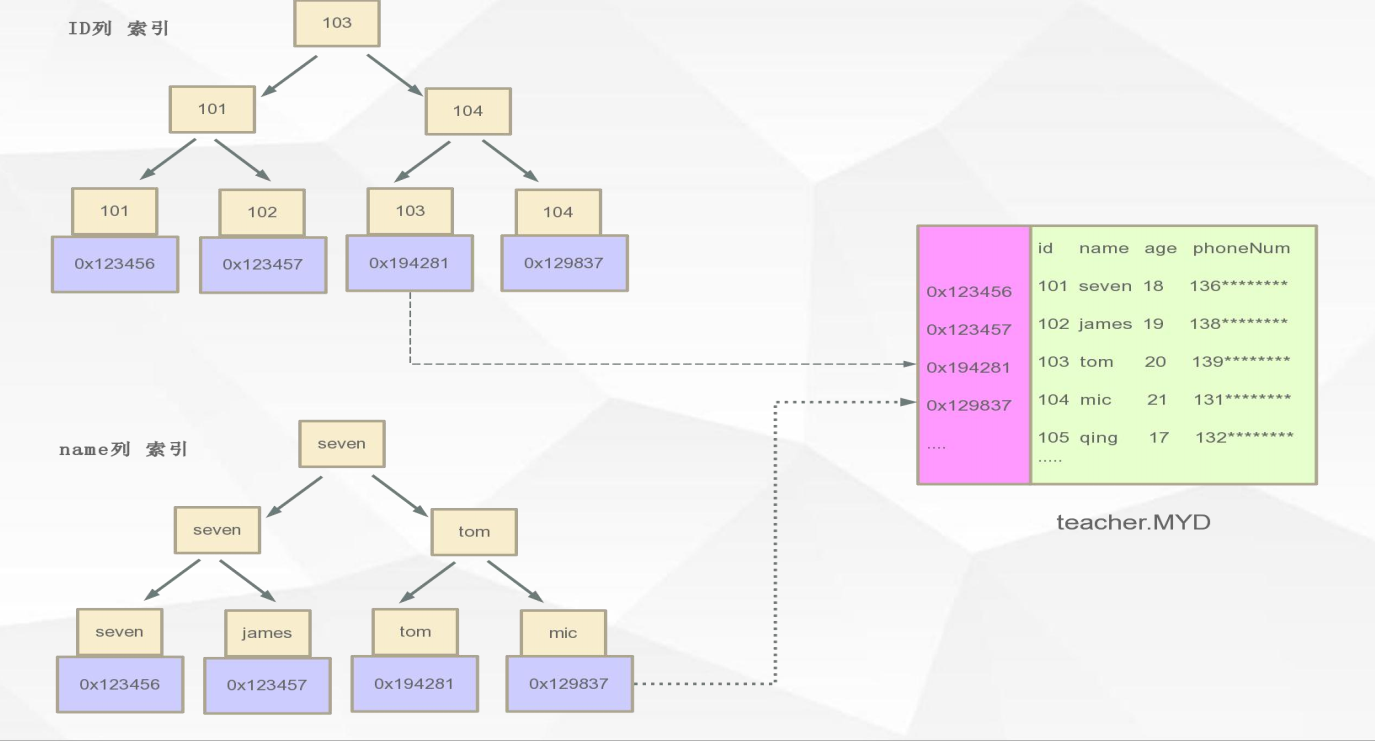 ID列 索引
103
101
104
101
102
103
104
0x123456
0x123457
0x194281
0x129837
name列 索引
seven
seven
tom
seven
james
tom
mic
0x123456
0x123457
0x194281
0x129837
id name age phoneNum
0x123456 101 seven 18 136********
0x123457 102 james 19 138********
0x194281 103 tom 20 139********
0x129837 104 mic 21 131********
.... 105 qing 17 132********
.....
teacher.MYD